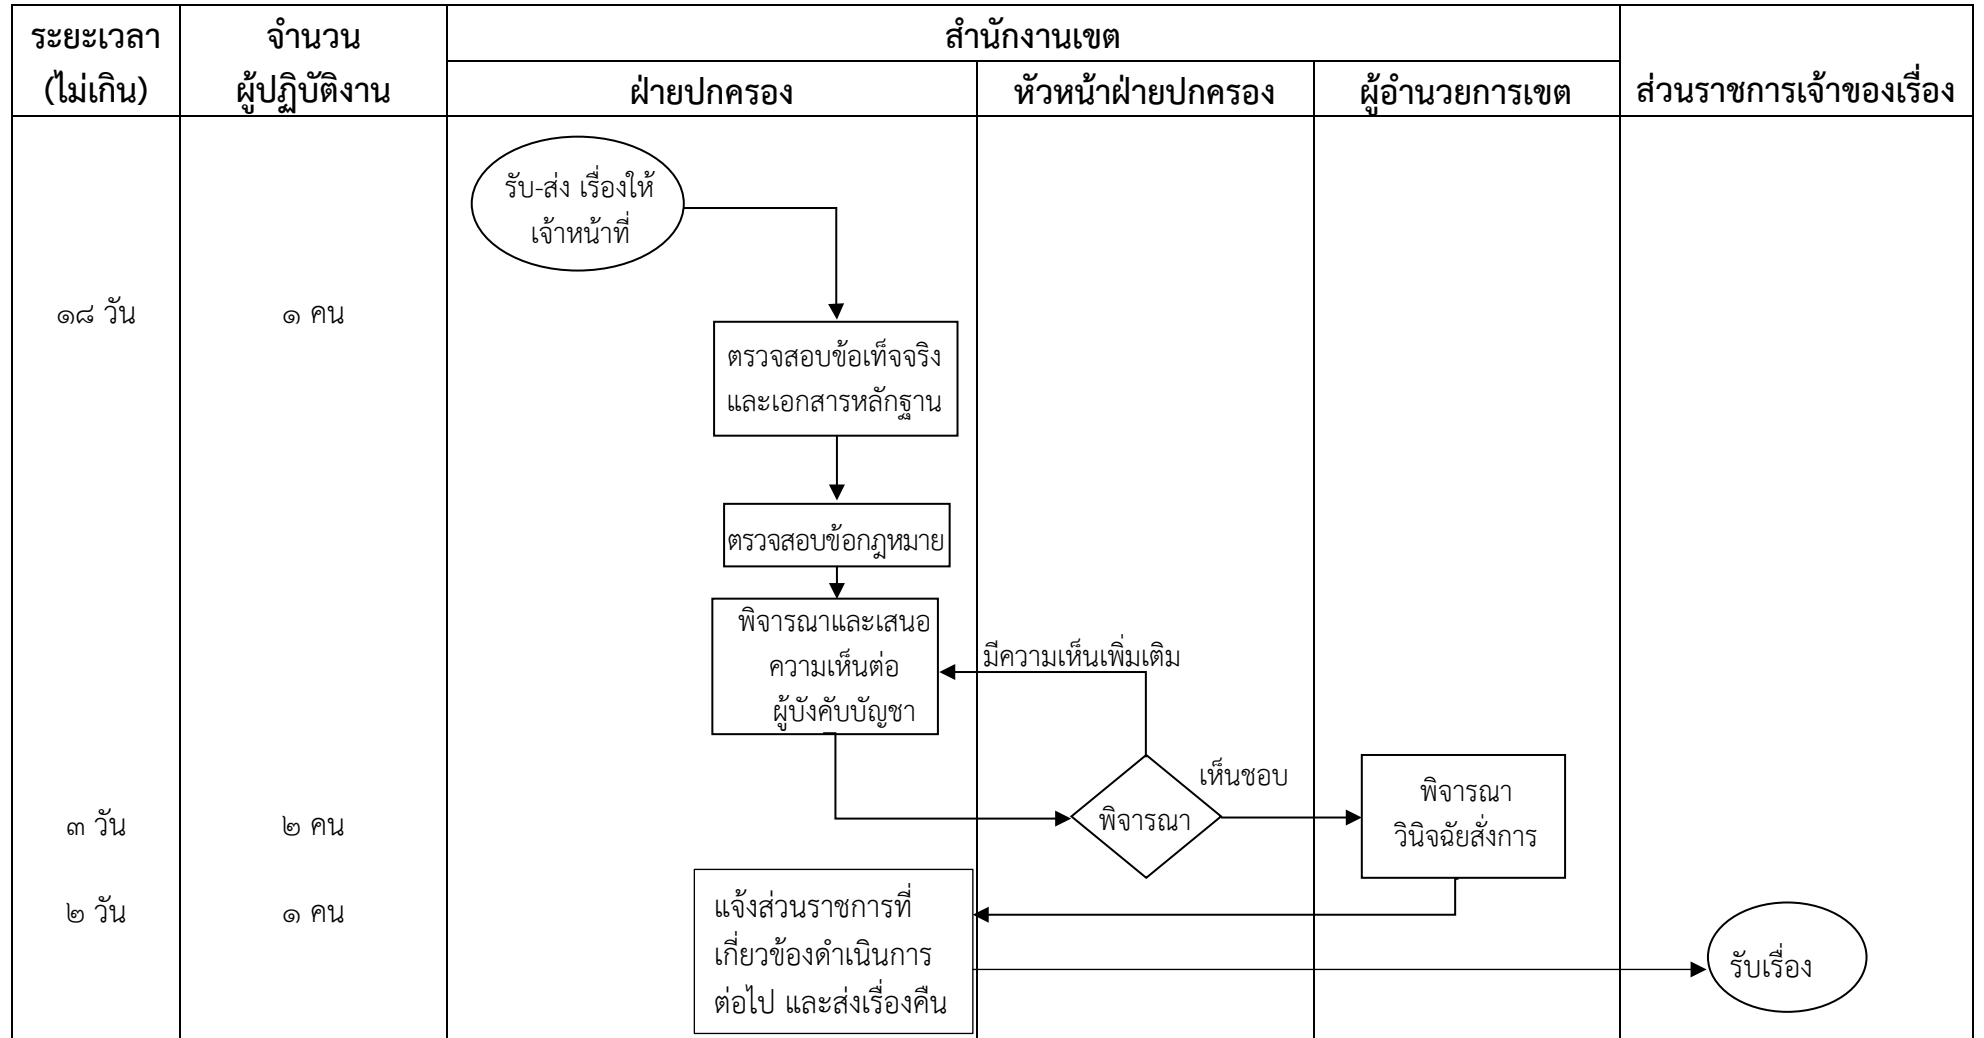 ระยะเวลา
(ไม่เกิน)
จำนวน
ผู้ปฏิบัติงาน
สำนักงานเขต
ฝ่ายปกครอง
หัวหน้าฝ่ายปกครอง
ผู้อำนวยการเขต
ส่วนราชการเจ้าของเรื่อง
รับ-ส่ง เรื่องให้
เจ้าหน้าที่
๑๘ วัน
๑ คน
ตรวจสอบข้อเท็จจริง
และเอกสารหลักฐาน
ตรวจสอบข้อกฎหมาย
พิจารณาและเสนอ
ความเห็นต่อ
ผู้บังคับบัญชา
มีความเห็นเพิ่มเติม
เห็นชอบ
๓ วัน
๒ คน
พิจารณา
พิจารณา
วินิจฉัยสั่งการ
๒ วัน
๑ คน
แจ้งส่วนราชการที่
เกี่ยวข้องดำเนินการ
ต่อไป และส่งเรื่องคืน
รับเรื่อง